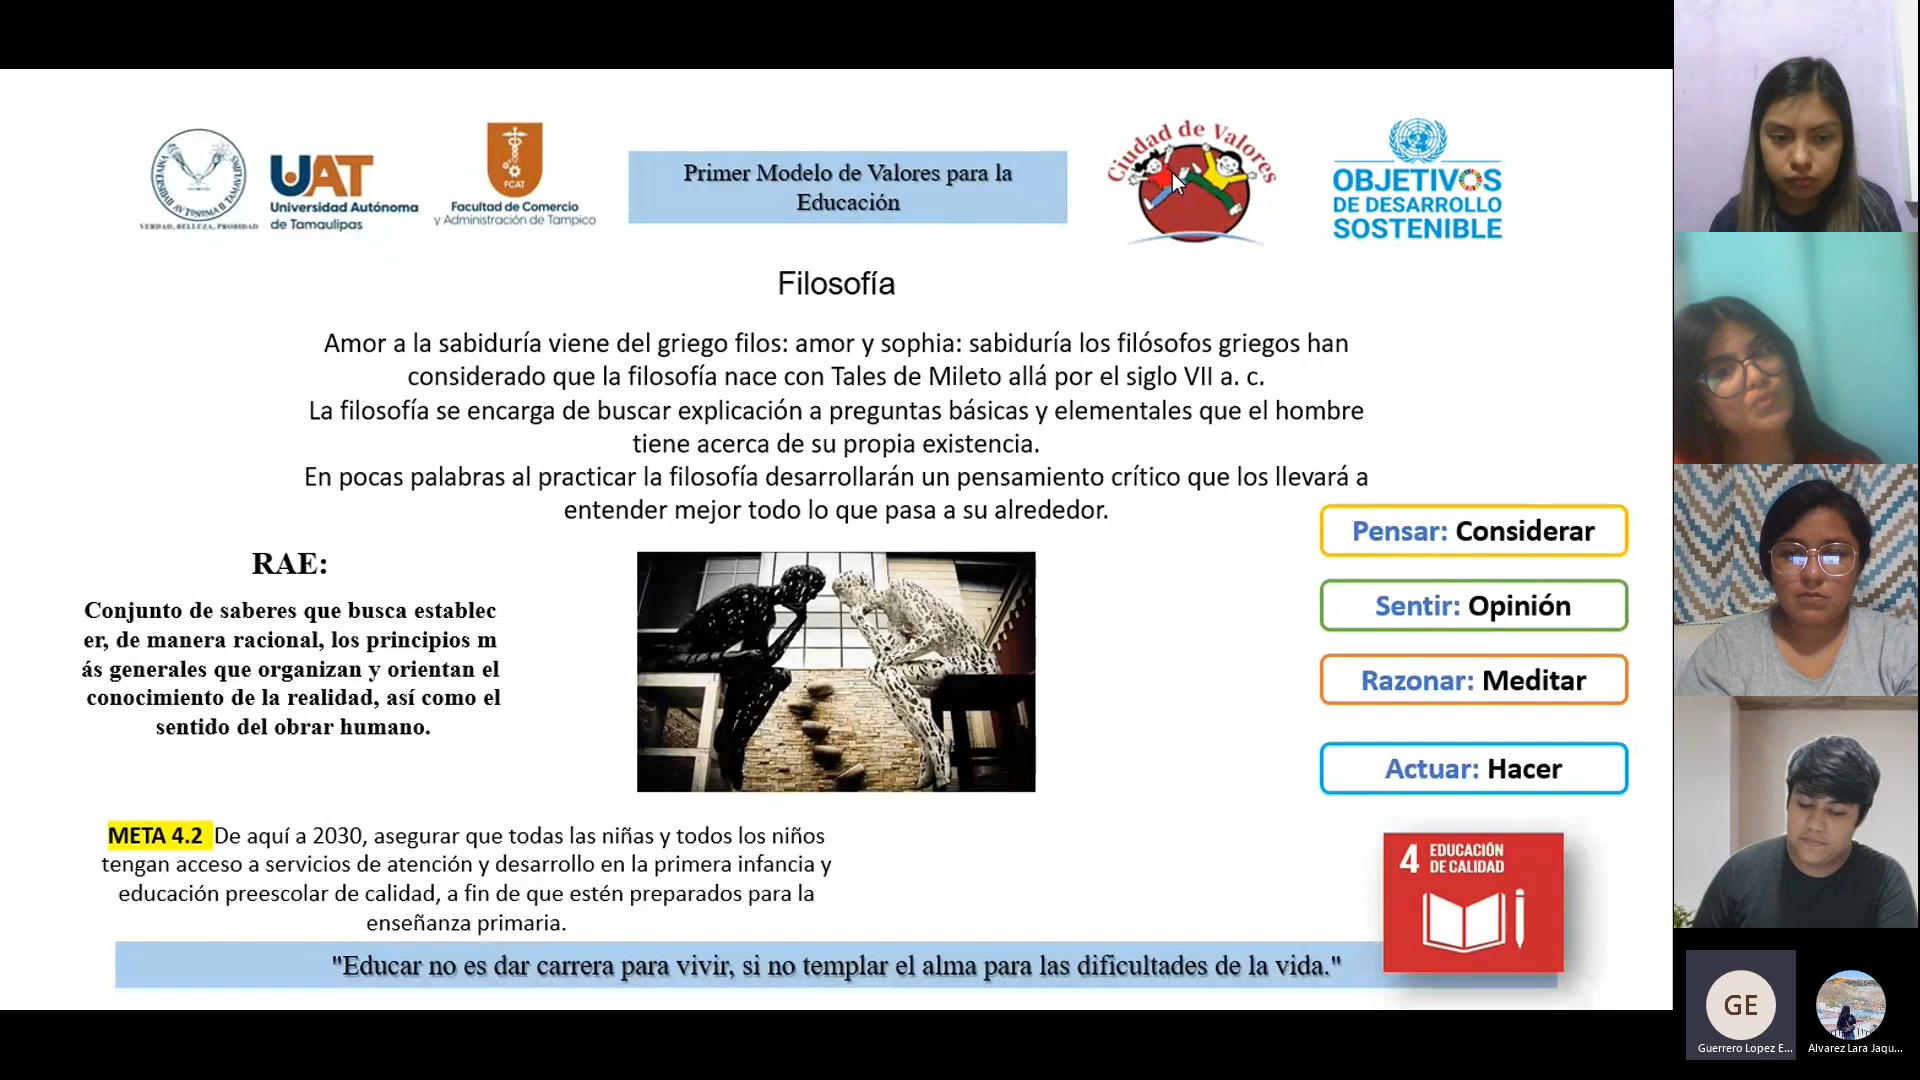 UNIVERSIDAD AUTÓNOMA DE TAMAULIPAS
VERDAD, BELLEZA, PROBIDAD
UAT
Universidad Autónoma
de Tamaulipas
FCAT
Facultad de Comercio
y Administración de Tampico
Primer Modelo de Valores para la
Educación
Ciudad de Valores
OBJETIVOS
DE DESARROLLO
SOSTENIBLE
Filosofía
Amor a la sabiduría viene del griego filos: amor y sophia: sabiduría los filósofos griegos han
considerado que la filosofía nace con Tales de Mileto allá por el siglo VII a. c.
La filosofía se encarga de buscar explicación a preguntas básicas y elementales que el hombre
tiene acerca de su propia existencia.
En pocas palabras al practicar la filosofía desarrollarán un pensamiento crítico que los llevará a
entender mejor todo lo que pasa a su alrededor.
RAE:
Conjunto de saberes que busca establec
er, de manera racional, los principios m
ás generales que organizan y orientan el
conocimiento de la realidad, así como el
sentido del obrar humano.
Pensar: Considerar
Sentir: Opinión
Razonar: Meditar
Actuar: Hacer
META 4.2 De aquí a 2030, asegurar que todas las niñas y todos los niños
tengan acceso a servicios de atención y desarrollo en la primera infancia y
educación preescolar de calidad, a fin de que estén preparados para la
enseñanza primaria.
4 EDUCACIÓN
DE CALIDAD
"Educar no es dar carrera para vivir, si no templar el alma para las dificultades de la vida."
GE
Guerrero Lopez E...
Alvarez Lara Jaqu...